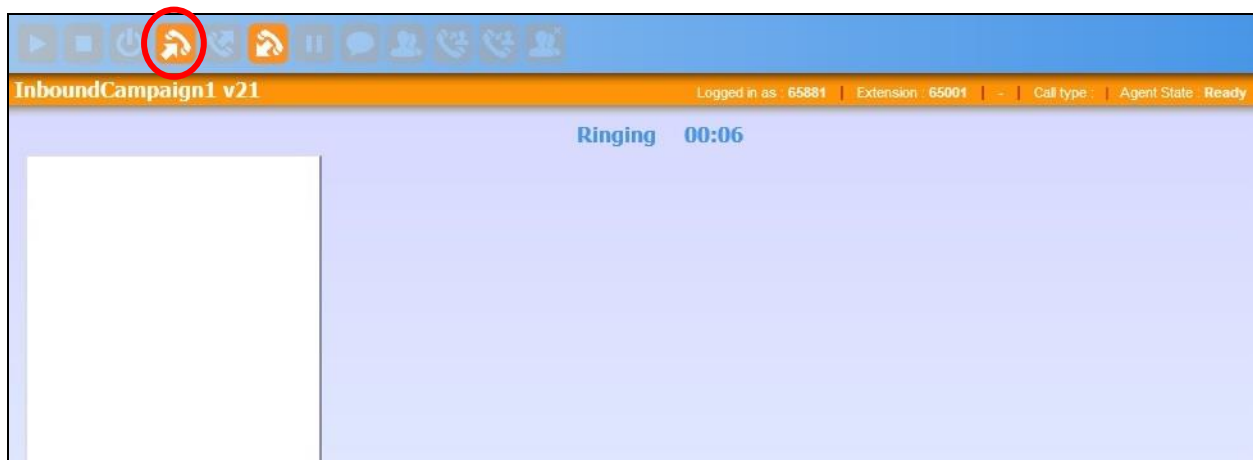 InboundCampaign1 v21
Logged in as : 65881 | Extension : 65001 | - | Call type : | Agent State : Ready
Ringing 00:06